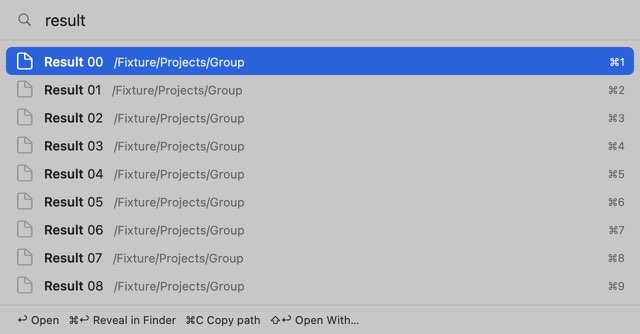 result
Result 00 /Fixture/Projects/Group ⌘1
Result 01 /Fixture/Projects/Group ⌘2
Result 02 /Fixture/Projects/Group ⌘3
Result 03 /Fixture/Projects/Group ⌘4
Result 04 /Fixture/Projects/Group ⌘5
Result 05 /Fixture/Projects/Group ⌘6
Result 06 /Fixture/Projects/Group ⌘7
Result 07 /Fixture/Projects/Group ⌘8
Result 08 /Fixture/Projects/Group ⌘9
↩ Open ⌘↩ Reveal in Finder ⌘C Copy path ⇧↩ Open With…